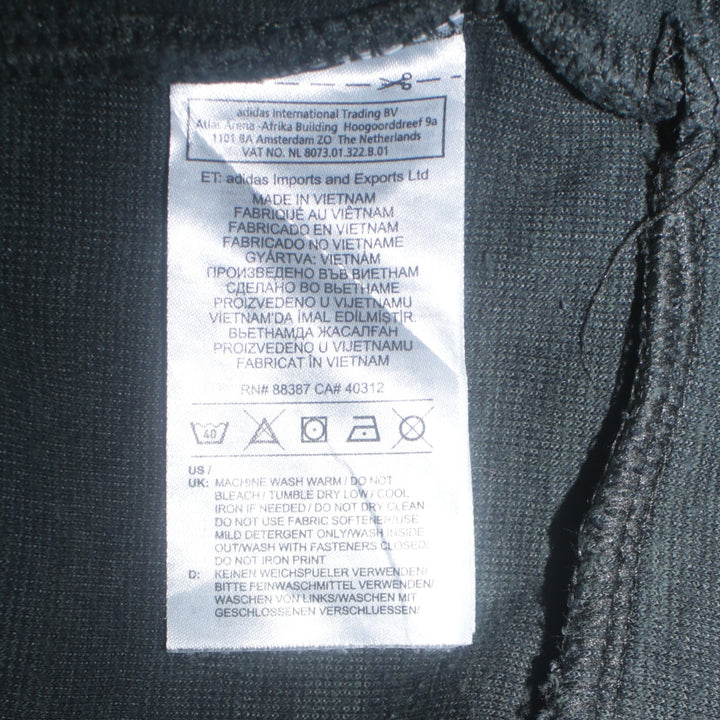 adidas International Trading BV
Atlas Arena -Afrika Building Hoogoorddreef 9a
1101 BA Amsterdam ZO The Netherlands
VAT NO. NL 8073.01.322.B.01
ET: adidas Imports and Exports Ltd
MADE IN VIETNAM
FABRIQUÉ AU VIÊTNAM
FABRICADO EN VIETNAM
FABRICADO NO VIETNAME
GYÁRTVA: VIETNÁM
ПРОИЗВЕДЕНО ВЪВ ВИЕТНАМ
СДЕЛАНО ВО ВЬЕТНАМЕ
PROIZVEDENO U VIJETNAMU
VIETNAM'DA İMAL EDİLMİŞTİR.
ВЬЕТНАМДА ЖАСАЛҒАН
PROIZVEDENO U VIJETNAMU
FABRICAT ÎN VIETNAM
RN# 88387 CA# 40312
40
US /
UK: MACHINE WASH WARM / DO NOT
BLEACH / TUMBLE DRY LOW / COOL
IRON IF NEEDED / DO NOT DRY CLEAN
DO NOT USE FABRIC SOFTENER/USE
MILD DETERGENT ONLY/WASH INSIDE
OUT/WASH WITH FASTENERS CLOSED/
DO NOT IRON PRINT
D: KEINEN WEICHSPUELER VERWENDEN/
BITTE FEINWASCHMITTEL VERWENDEN/
WASCHEN VON LINKS/WASCHEN MIT
GESCHLOSSENEN VERSCHLUESSEN/